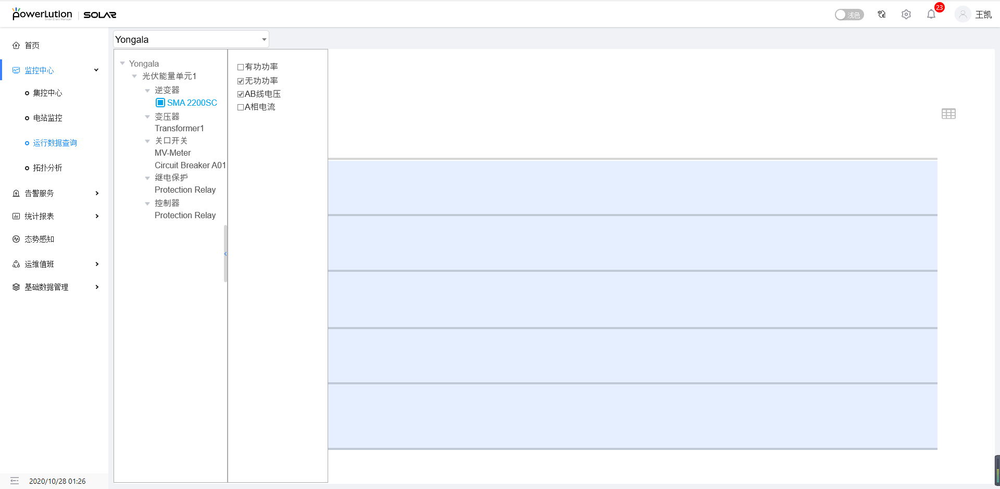 powerLution
Smart Enery Manager
SOLAR
浅色
23
王凯
首页
监控中心
集控中心
电站监控
运行数据查询
拓扑分析
告警服务
统计报表
态势感知
运维值班
基础数据管理
2020/10/28 01:26
Yongala
Yongala
光伏能量单元1
逆变器
SMA 2200SC
变压器
Transformer1
关口开关
MV-Meter
Circuit Breaker A01
继电保护
Protection Relay
控制器
Protection Relay
有功功率
无功功率
AB线电压
A相电流